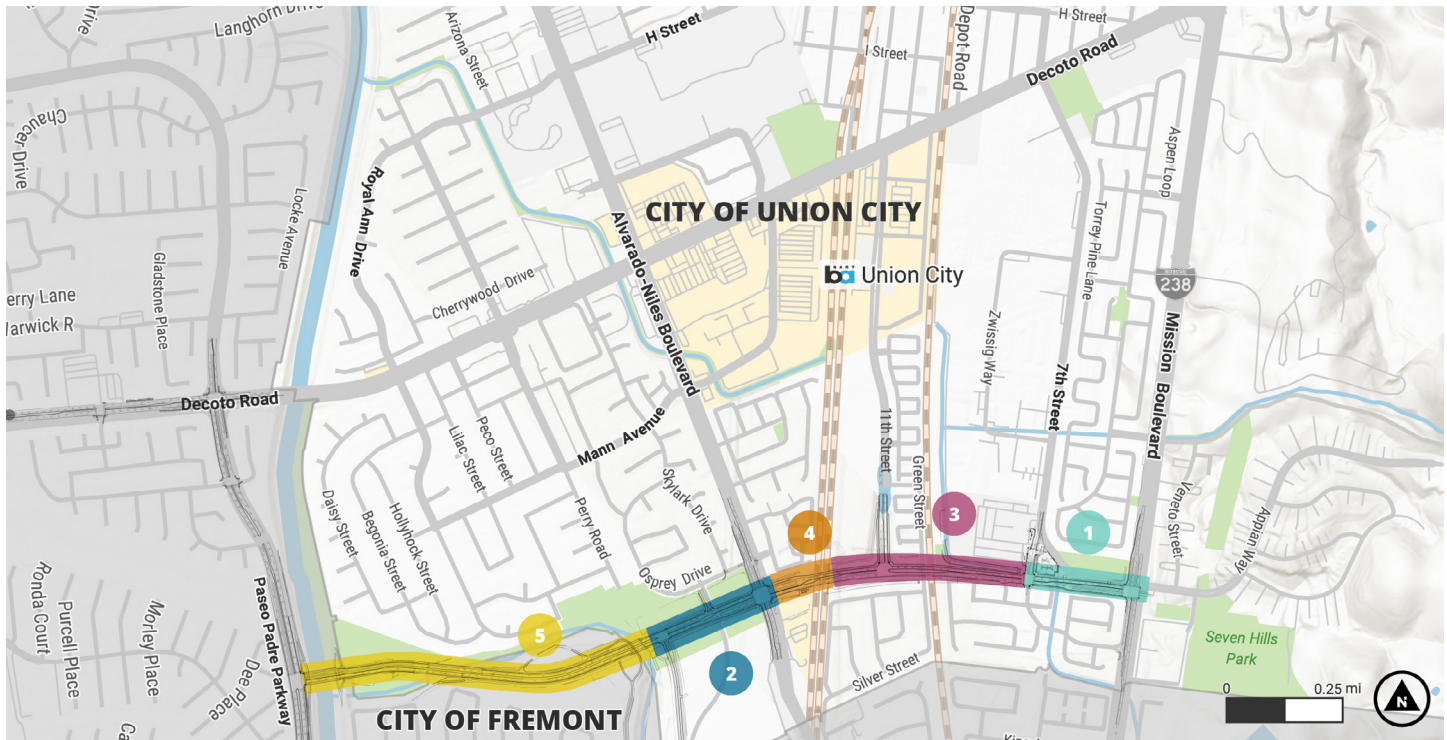 Drive
Langhorn Drive
Arizona Street
H Street
I Street
Depot Road
H Street
Decoto Road
Chaucer Drive
Royal Ann Drive
Locke Avenue
Aspen Loop
CITY OF UNION CITY
Alvarado-Niles Boulevard
Torrey Pine Lane
Gladstone Place
Cherrywood Drive
ba Union City
238
erry Lane
Warwick R
Zwissig Way
Mission Boulevard
7th Street
Decoto Road
Peco Street
Lilac Street
Mann Avenue
11th Street
Green Street
Skylark Drive
Daisy Street
Hollyhock Street
Begonia Street
Perry Road
Venero Street
Appian Way
4
3
1
Osprey Drive
Paseo Padre Parkway
Ronda Court
Purcell Place
Morley Place
Dee Place
5
2
Silver Street
Seven Hills
Park
0 0.25 mi
N
CITY OF FREMONT